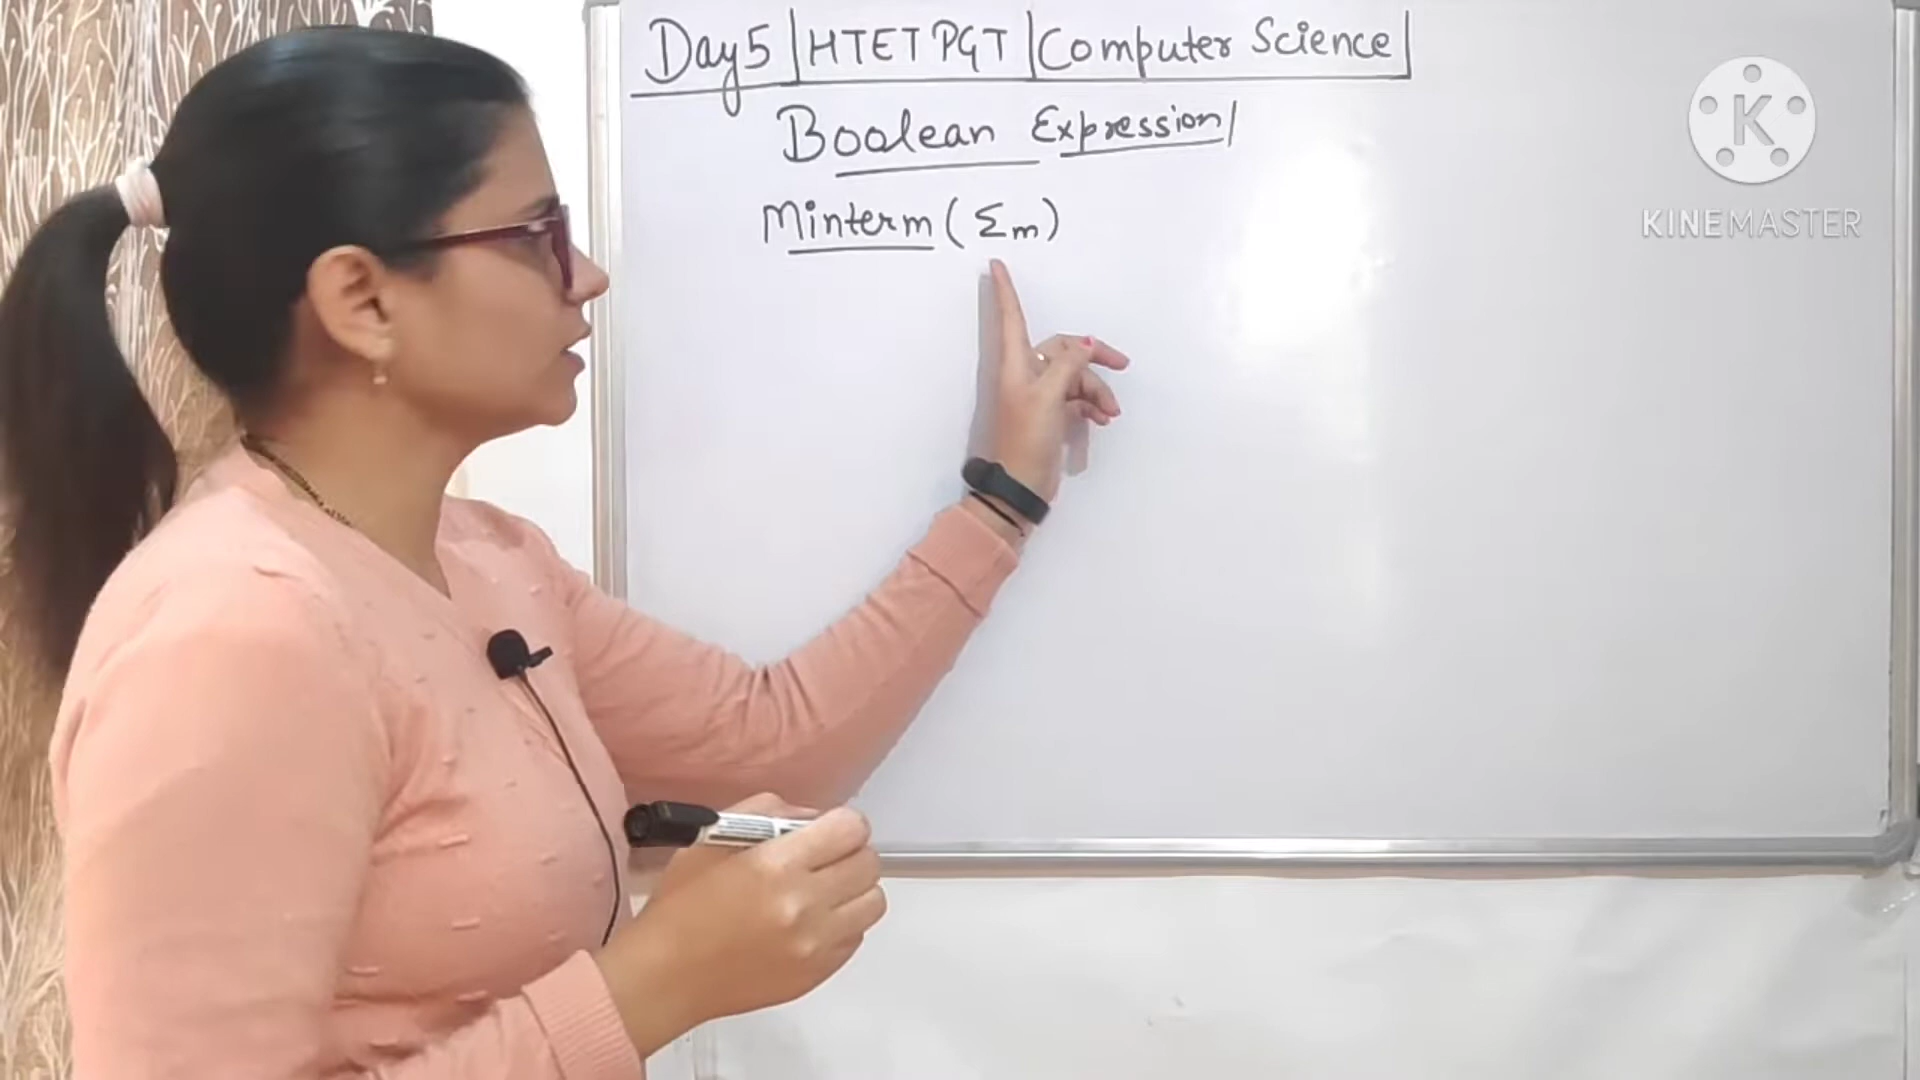 Day5 | HTET PGT | Computer Science |
Boolean Expression |
Minterm ( Σm )
K
KINEMASTER